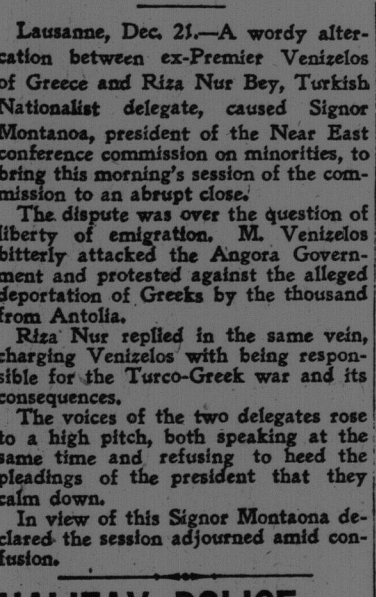 Lausanne, Dec. 21.—A wordy alter-
cation between ex-Premier Venizelos
of Greece and Riza Nur Bey, Turkish
Nationalist delegate, caused Signor
Montanoa, president of the Near East
conference commission on minorities, to
bring this morning's session of the com-
mission to an abrupt close.
The dispute was over the question of
liberty of emigration. M. Venizelos
bitterly attacked the Angora Govern-
ment and protested against the alleged
deportation of Greeks by the thousand
from Antolia.
Riza Nur replied in the same vein,
charging Venizelos with being respon-
sible for the Turco-Greek war and its
consequences.
The voices of the two delegates rose
to a high pitch, both speaking at the
same time and refusing to heed the
pleadings of the president that they
calm down.
In view of this Signor Montaona de-
clared the session adjourned amid con-
fusion.